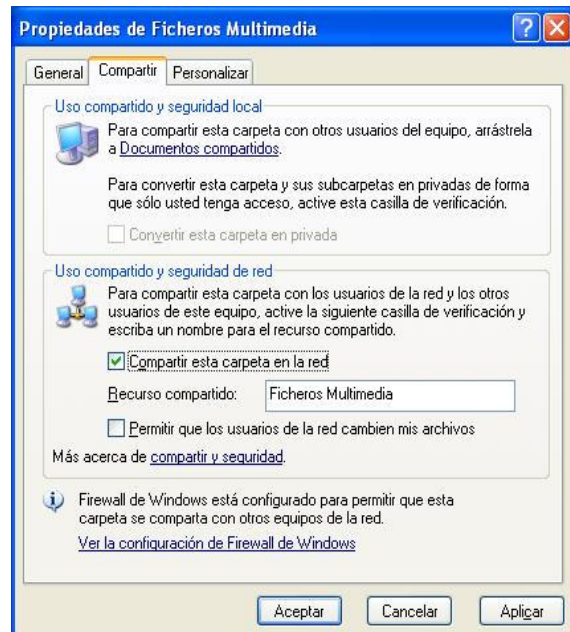 Propiedades de Ficheros Multimedia
General Compartir Personalizar
Uso compartido y seguridad local
Para compartir esta carpeta con otros usuarios del equipo, arrástrela
a Documentos compartidos.
Para convertir esta carpeta y sus subcarpetas en privadas de forma
que sólo usted tenga acceso, active esta casilla de verificación.
Convertir esta carpeta en privada
Uso compartido y seguridad de red
Para compartir esta carpeta con los usuarios de la red y los otros
usuarios de este equipo, active la siguiente casilla de verificación y
escriba un nombre para el recurso compartido.
Compartir esta carpeta en la red
Recurso compartido: Ficheros Multimedia
Permitir que los usuarios de la red cambien mis archivos
Más acerca de compartir y seguridad.
Firewall de Windows está configurado para permitir que esta
carpeta se comparta con otros equipos de la red.
Ver la configuración de Firewall de Windows
Aceptar Cancelar Aplicar